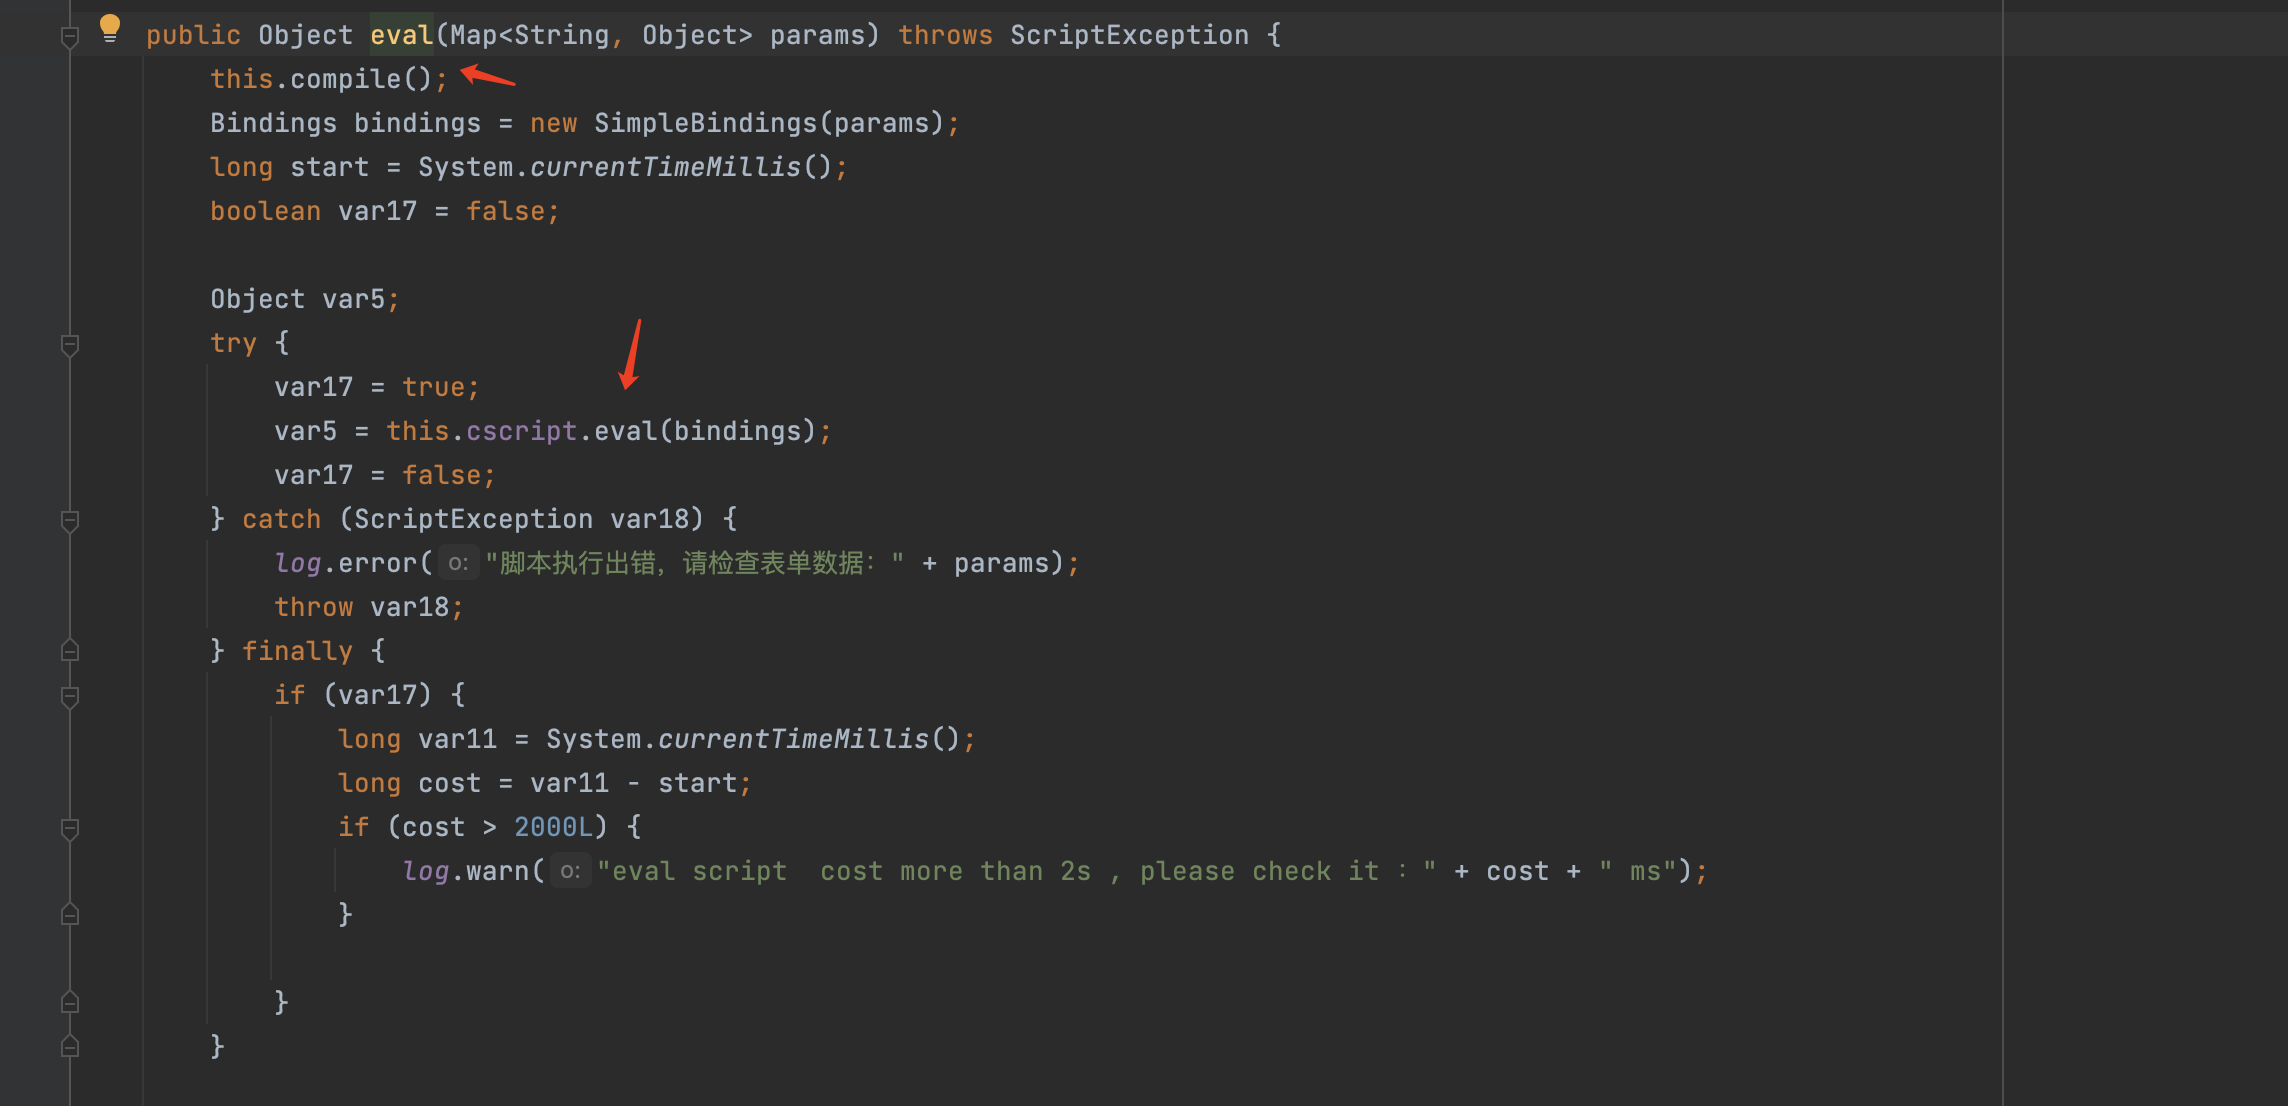 public Object eval(Map<String, Object> params) throws ScriptException {
this.compile();
Bindings bindings = new SimpleBindings(params);
long start = System.currentTimeMillis();
boolean var17 = false;
Object var5;
try {
var17 = true;
var5 = this.cscript.eval(bindings);
var17 = false;
} catch (ScriptException var18) {
log.error( o: "脚本执行出错，请检查表单数据：" + params);
throw var18;
} finally {
if (var17) {
long var11 = System.currentTimeMillis();
long cost = var11 - start;
if (cost > 2000L) {
log.warn( o: "eval script  cost more than 2s , please check it ：" + cost + " ms");
}
}
}